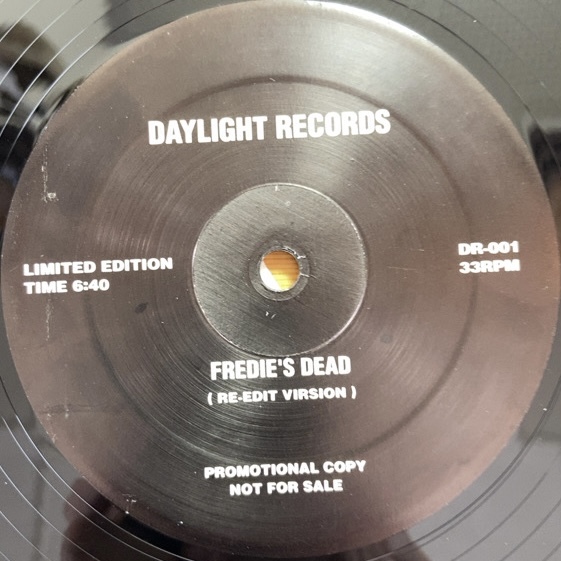 DAYLIGHT RECORDS
LIMITED EDITION
TIME 6:40
DR-001
33RPM
FREDIE'S DEAD
( RE-EDIT VIRSION )
PROMOTIONAL COPY
NOT FOR SALE